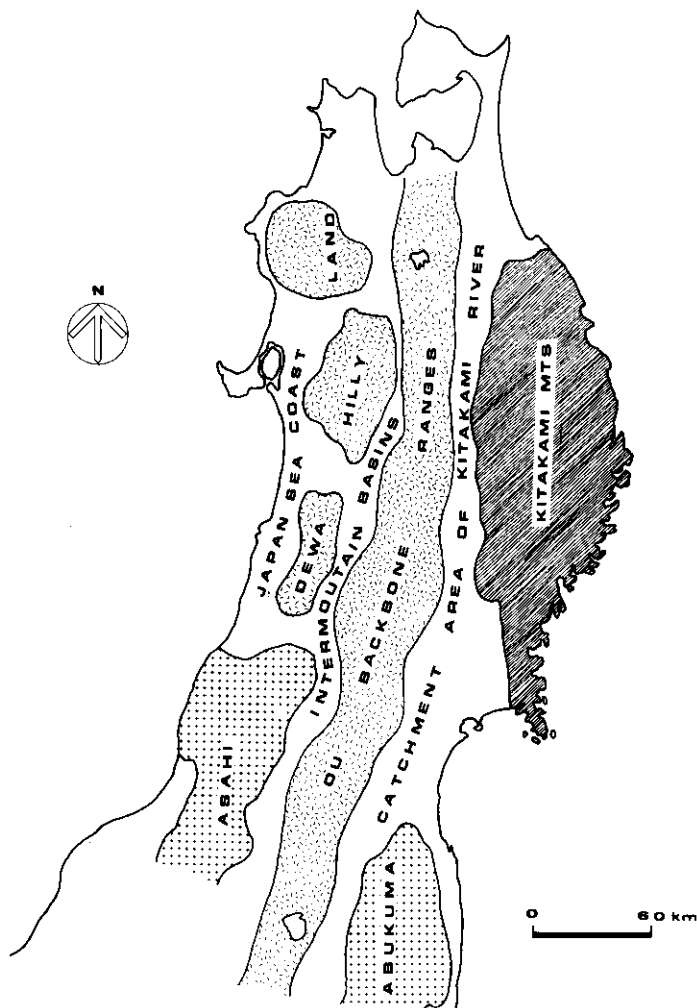 N
LAND
HILLY
DEWA
JAPAN SEA COAST
INTERMOUTAIN BASINS
OU BACKBONE RANGES
CATCHMENT AREA OF KITAKAMI RIVER
KITAKAMI MTS
ASAHI
ABUKUMA
0 60 km